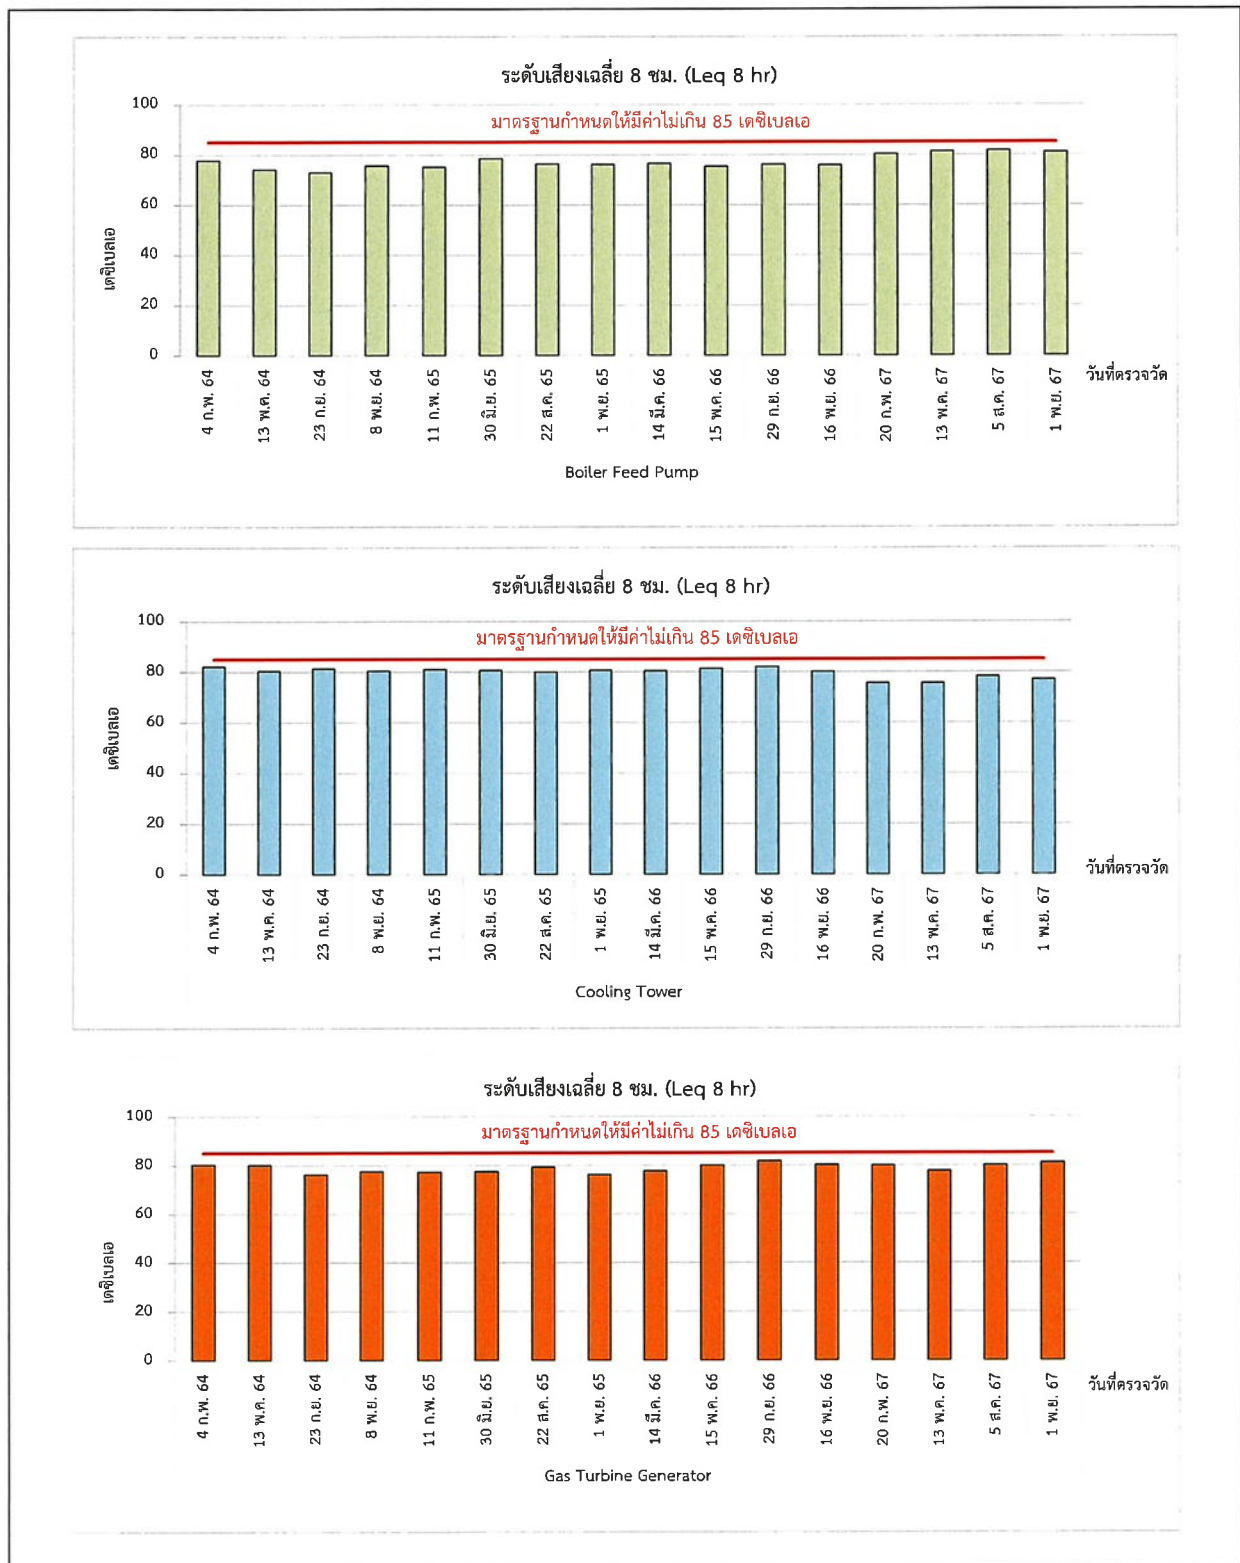 ระดับเสียงเฉลี่ย 8 ชม. (Leq 8 hr)
มาตรฐานกำหนดให้มีค่าไม่เกิน 85 เดซิเบลเอ
100
80
60
40
20
0
เดซิเบลเอ
4 ก.พ. 64
13 พ.ค. 64
23 ก.ย. 64
8 พ.ย. 64
11 ก.พ. 65
30 มิ.ย. 65
22 ส.ค. 65
1 พ.ย. 65
14 มี.ค. 66
15 พ.ค. 66
29 ก.ย. 66
16 พ.ย. 66
20 ก.พ. 67
13 พ.ค. 67
5 ส.ค. 67
1 พ.ย. 67
วันที่ตรวจวัด
Boiler Feed Pump
ระดับเสียงเฉลี่ย 8 ชม. (Leq 8 hr)
มาตรฐานกำหนดให้มีค่าไม่เกิน 85 เดซิเบลเอ
100
80
60
40
20
0
เดซิเบลเอ
วันที่ตรวจวัด
4 ก.พ. 64
13 พ.ค. 64
23 ก.ย. 64
8 พ.ย. 64
11 ก.พ. 65
30 มิ.ย. 65
22 ส.ค. 65
1 พ.ย. 65
14 มี.ค. 66
15 พ.ค. 66
29 ก.ย. 66
16 พ.ย. 66
20 ก.พ. 67
13 พ.ค. 67
5 ส.ค. 67
1 พ.ย. 67
Cooling Tower
ระดับเสียงเฉลี่ย 8 ชม. (Leq 8 hr)
มาตรฐานกำหนดให้มีค่าไม่เกิน 85 เดซิเบลเอ
100
80
60
40
20
0
เดซิเบลเอ
4 ก.พ. 64
13 พ.ค. 64
23 ก.ย. 64
8 พ.ย. 64
11 ก.พ. 65
30 มิ.ย. 65
22 ส.ค. 65
1 พ.ย. 65
14 มี.ค. 66
15 พ.ค. 66
29 ก.ย. 66
16 พ.ย. 66
20 ก.พ. 67
13 พ.ค. 67
5 ส.ค. 67
1 พ.ย. 67
วันที่ตรวจวัด
Gas Turbine Generator